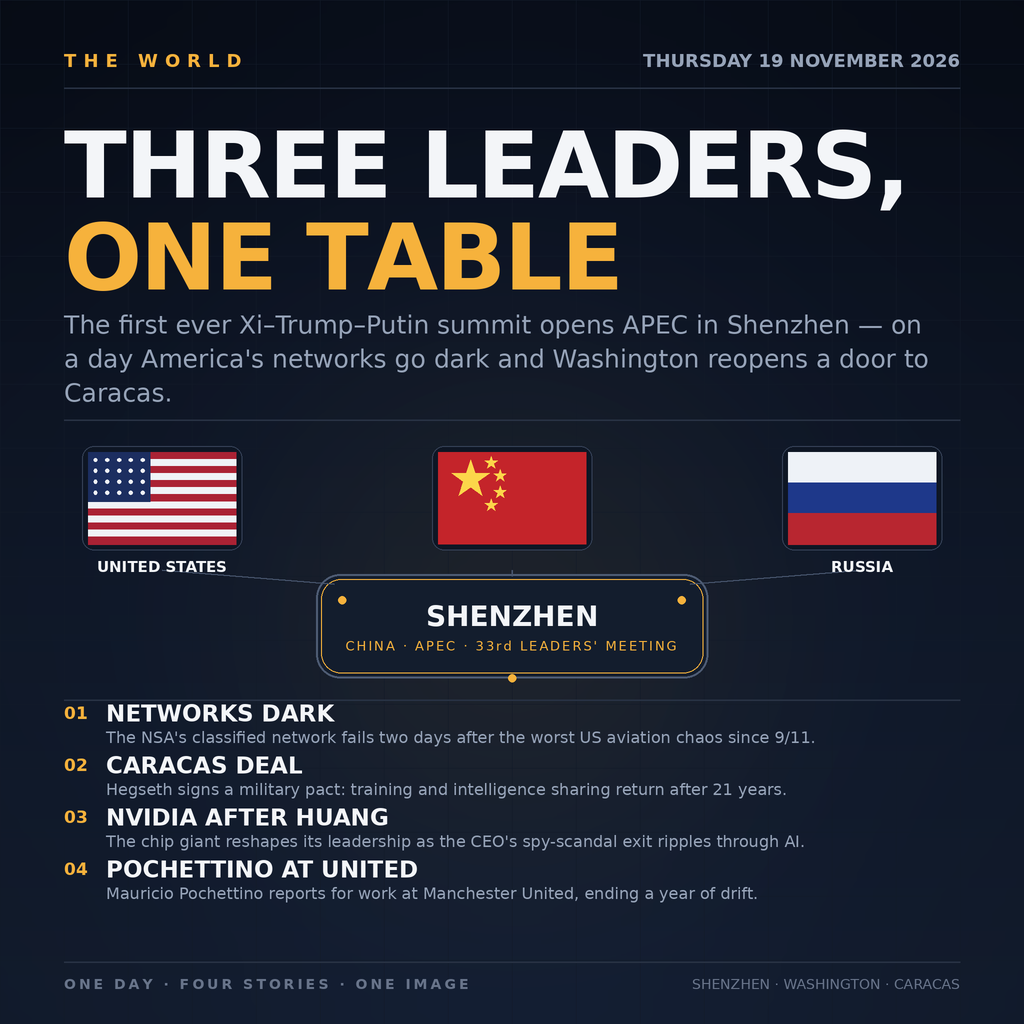 THE WORLD
THURSDAY 19 NOVEMBER 2026
THREE LEADERS,
ONE TABLE
The first ever Xi–Trump–Putin summit opens APEC in Shenzhen — on
a day America's networks go dark and Washington reopens a door to
Caracas.
UNITED STATES
RUSSIA
SHENZHEN
CHINA · APEC · 33rd LEADERS' MEETING
01 NETWORKS DARK
The NSA's classified network fails two days after the worst US aviation chaos since 9/11.
02 CARACAS DEAL
Hegseth signs a military pact: training and intelligence sharing return after 21 years.
03 NVIDIA AFTER HUANG
The chip giant reshapes its leadership as the CEO's spy-scandal exit ripples through AI.
04 POCHETTINO AT UNITED
Mauricio Pochettino reports for work at Manchester United, ending a year of drift.
ONE DAY · FOUR STORIES · ONE IMAGE
SHENZHEN · WASHINGTON · CARACAS